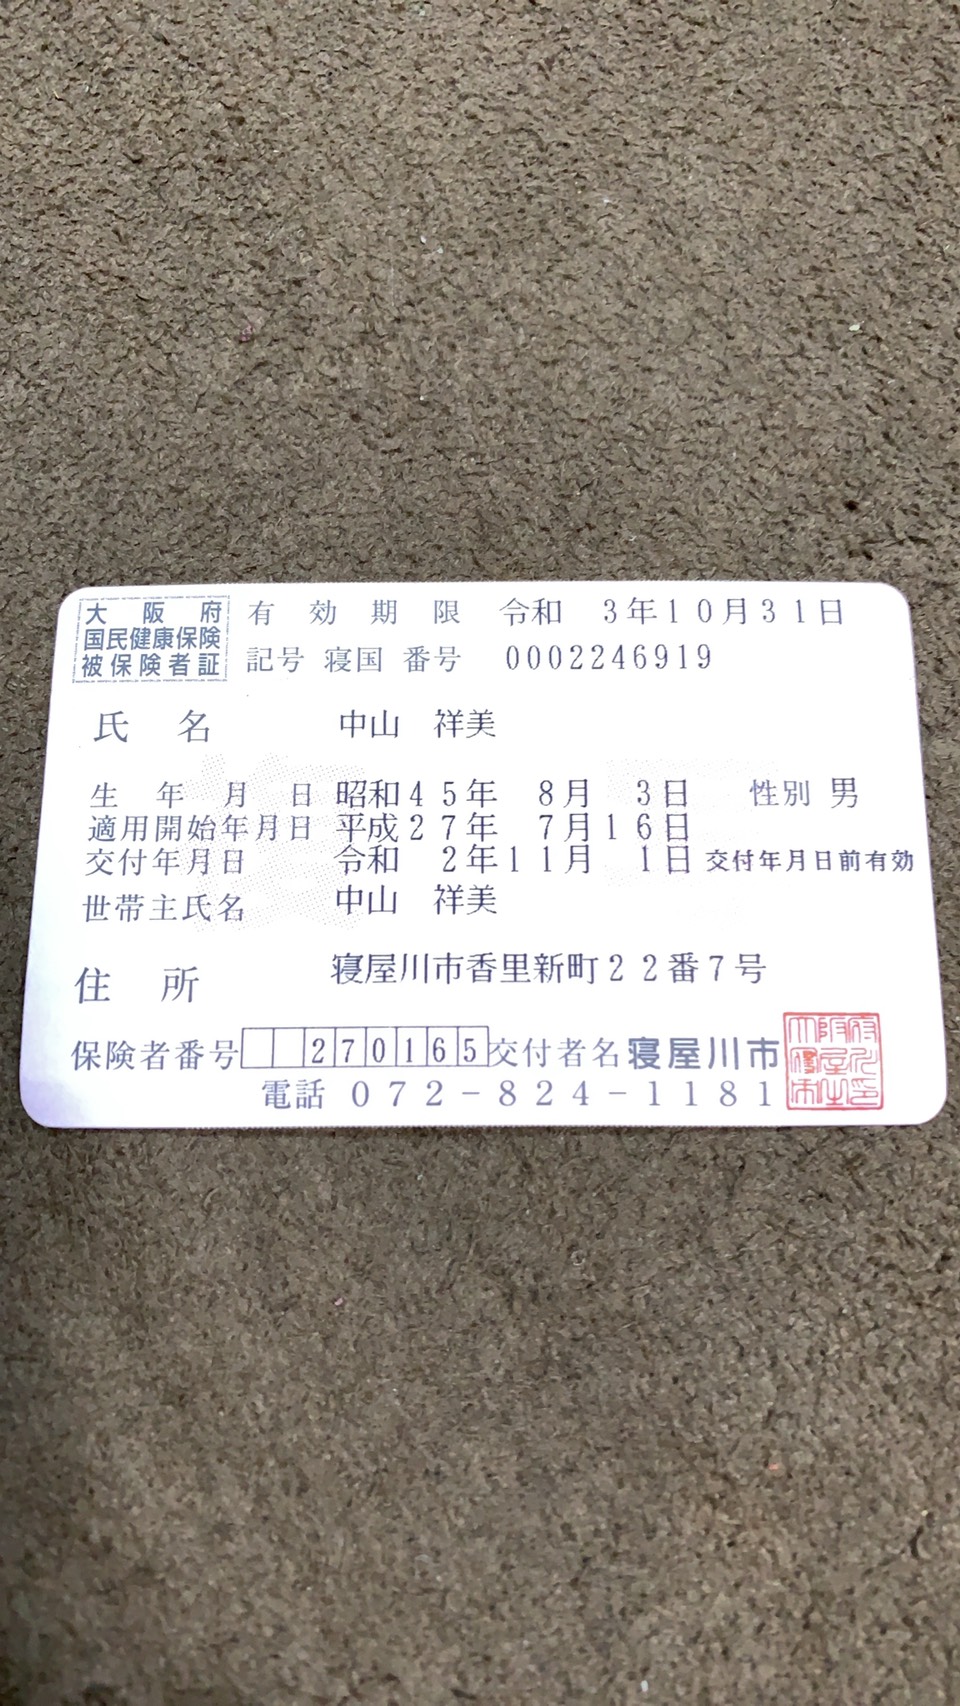 大阪府
国民健康保険
被保険者証
有効期限 令和 3年10月31日
記号 寝国 番号 0002246919
氏名 中山 祥美
生年月日 昭和45年 8月 3日 性別 男
適用開始年月日 平成27年 7月16日
交付年月日 令和 2年11月 1日 交付年月日前有効
世帯主氏名 中山 祥美
住所 寝屋川市香里新町22番7号
保険者番号 270165 交付者名 寝屋川市
電話 072-824-1181